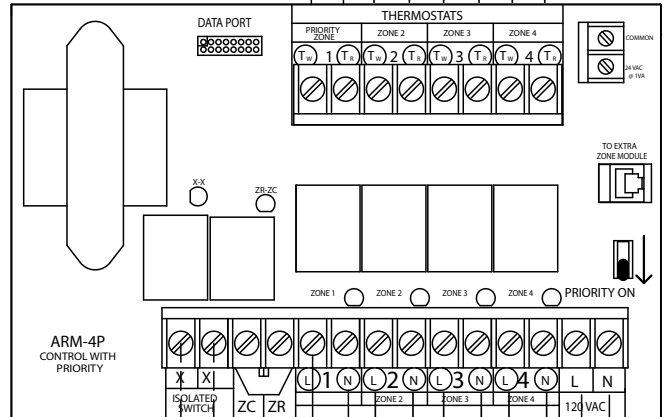 DATA PORT
THERMOSTATS
PRIORITY ZONE
ZONE 2
ZONE 3
ZONE 4
TW 1 TR TW 2 TR TW 3 TR TW 4 TR
COMMON
24 VAC
@ 1VA
TO EXTRA
ZONE MODULE
X-X
ZR-ZC
ZONE 1
ZONE 2
ZONE 3
ZONE 4
PRIORITY ON
ARM-4P
CONTROL WITH
PRIORITY
X X
ISOLATED
SWITCH
ZC ZR
L 1 N L 2 N L 3 N L 4 N L N
ZONE 2
ZONE 3
ZONE 4
120 VAC